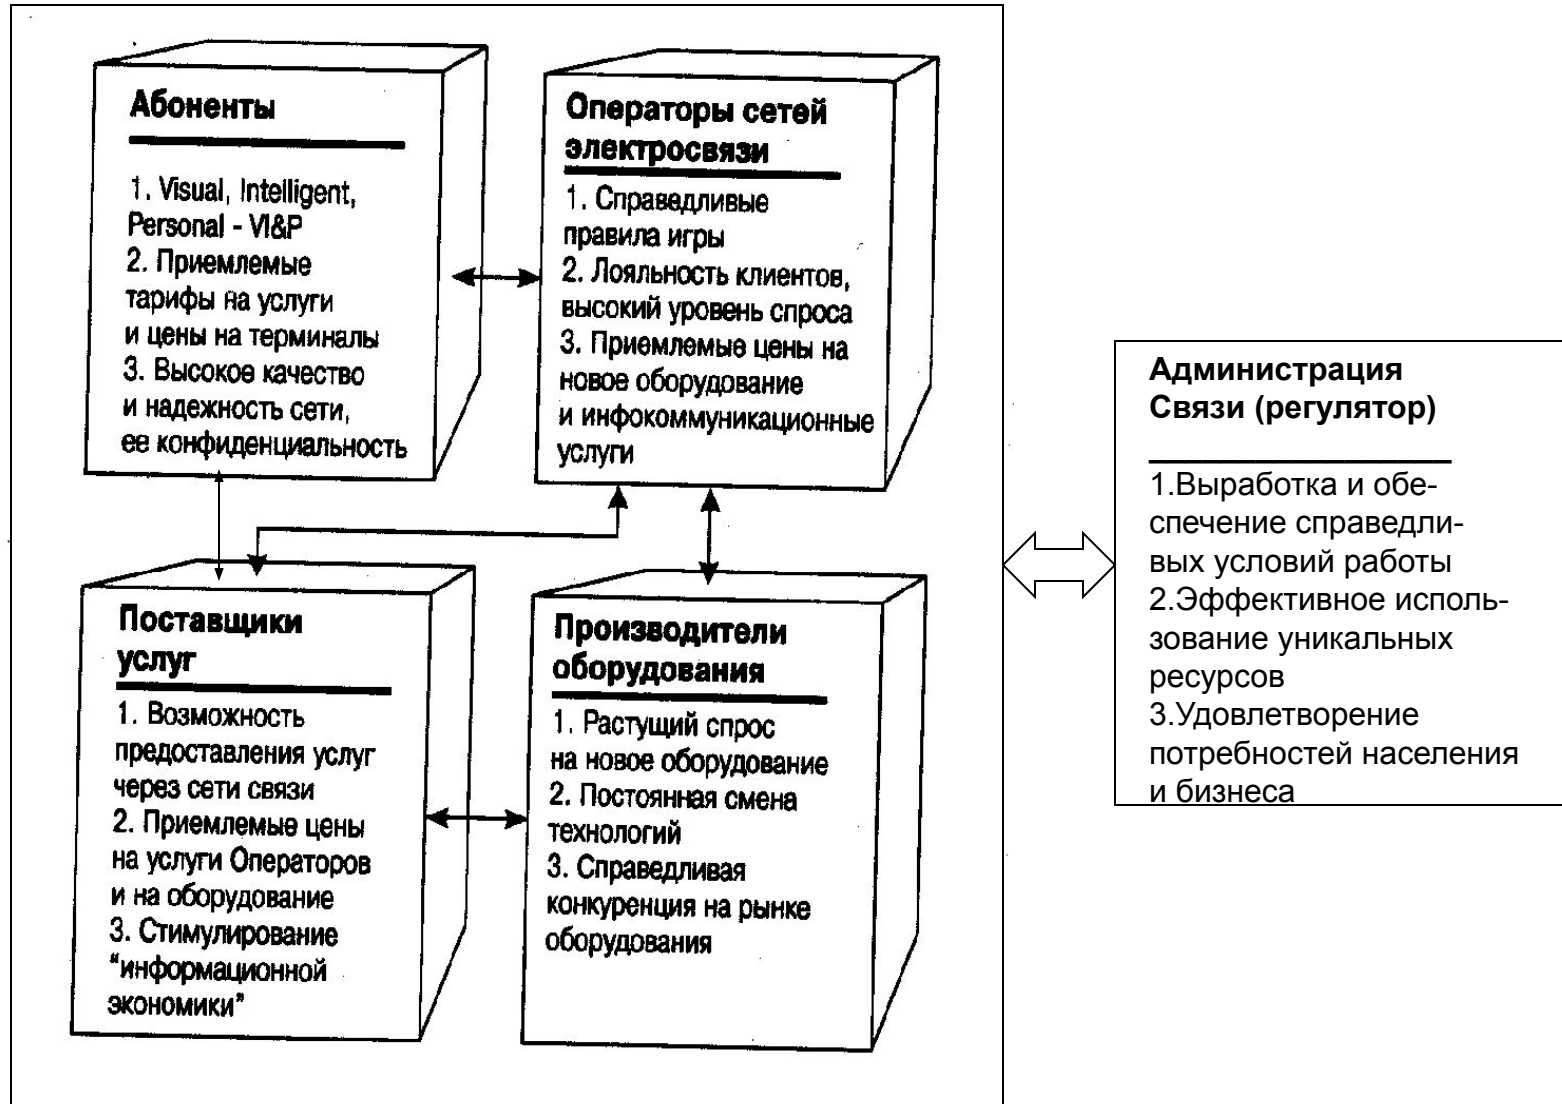 Абоненты
1. Visual, Intelligent,
Personal - VI&P
2. Приемлемые
тарифы на услуги
и цены на терминалы
3. Высокое качество
и надежность сети,
ее конфиденциальность
Операторы сетей
электросвязи
1. Справедливые
правила игры
2. Лояльность клиентов,
высокий уровень спроса
3. Приемлемые цены на
новое оборудование
и инфокоммуникационные
услуги
Поставщики
услуг
1. Возможность
предоставления услуг
через сети связи
2. Приемлемые цены
на услуги Операторов
и на оборудование
3. Стимулирование
“информационной
экономики”
Производители
оборудования
1. Растущий спрос
на новое оборудование
2. Постоянная смена
технологий
3. Справедливая
конкуренция на рынке
оборудования
Администрация
Связи (регулятор)
1.Выработка и обе-
спечение справедли-
вых условий работы
2.Эффективное исполь-
зование уникальных
ресурсов
3.Удовлетворение
потребностей населения
и бизнеса